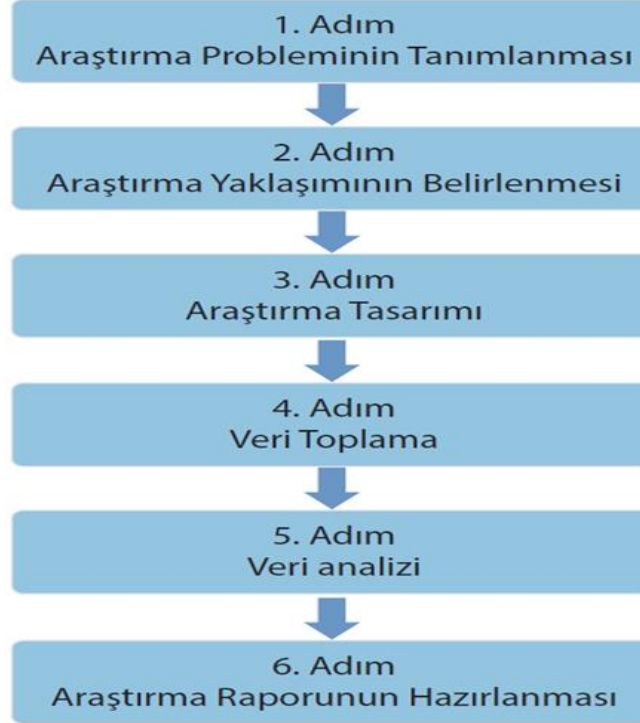 1. Adım
Araştırma Probleminin Tanımlanması
2. Adım
Araştırma Yaklaşımının Belirlenmesi
3. Adım
Araştırma Tasarımı
4. Adım
Veri Toplama
5. Adım
Veri analizi
6. Adım
Araştırma Raporunun Hazırlanması